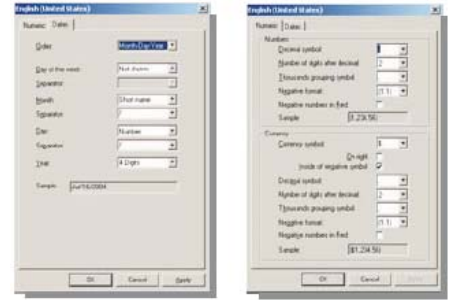 English (United States)
Numeric Dates
Order: Month/Day/Year
Day of the week: Not shown
Separator:
Month Short name
Separator: /
Day: Number
Separator: /
Year: 4 Digits
Sample:
OK Cancel Apply
English (United States)
Numeric Dates
Numbers
Decimal symbol:
Number of digits after decimal: 2
Thousands grouping symbol:
Negative format: (1.1)
Negative numbers in red
Sample (1,234.56)
Currency
Currency symbol: $
On right
Inside of negative symbol
Decimal symbol:
Number of digits after decimal: 2
Thousands grouping symbol:
Negative format: (1.1)
Negative numbers in red
Sample: ($1,234.56)
OK Cancel